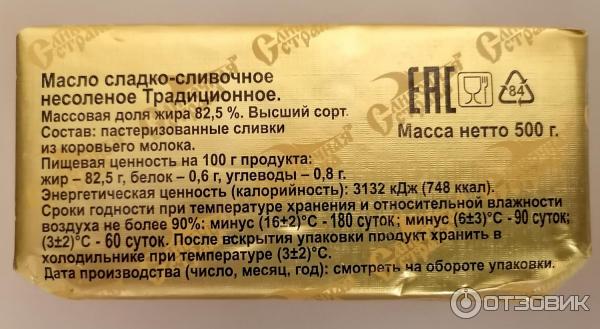 Масло сладко-сливочное
несоленое Традиционное.
Массовая доля жира 82,5 %. Высший сорт.
Состав: пастеризованные сливки
из коровьего молока.
Пищевая ценность на 100 г продукта:
жир – 82,5 г, белок – 0,6 г, углеводы – 0,8 г.
Энергетическая ценность (калорийность): 3132 кДж (748 ккал).
Сроки годности при температуре хранения и относительной влажности
воздуха не более 90%: минус (16±2)°С - 180 суток; минус (6±3)°С - 90 суток;
(3±2)°С - 60 суток. После вскрытия упаковки продукт хранить в
холодильнике при температуре (3±2)°С.
Дата производства (число, месяц, год): смотреть на обороте упаковки.
ЕАС
84
Масса нетто 500 г.
ОТЗОВИК